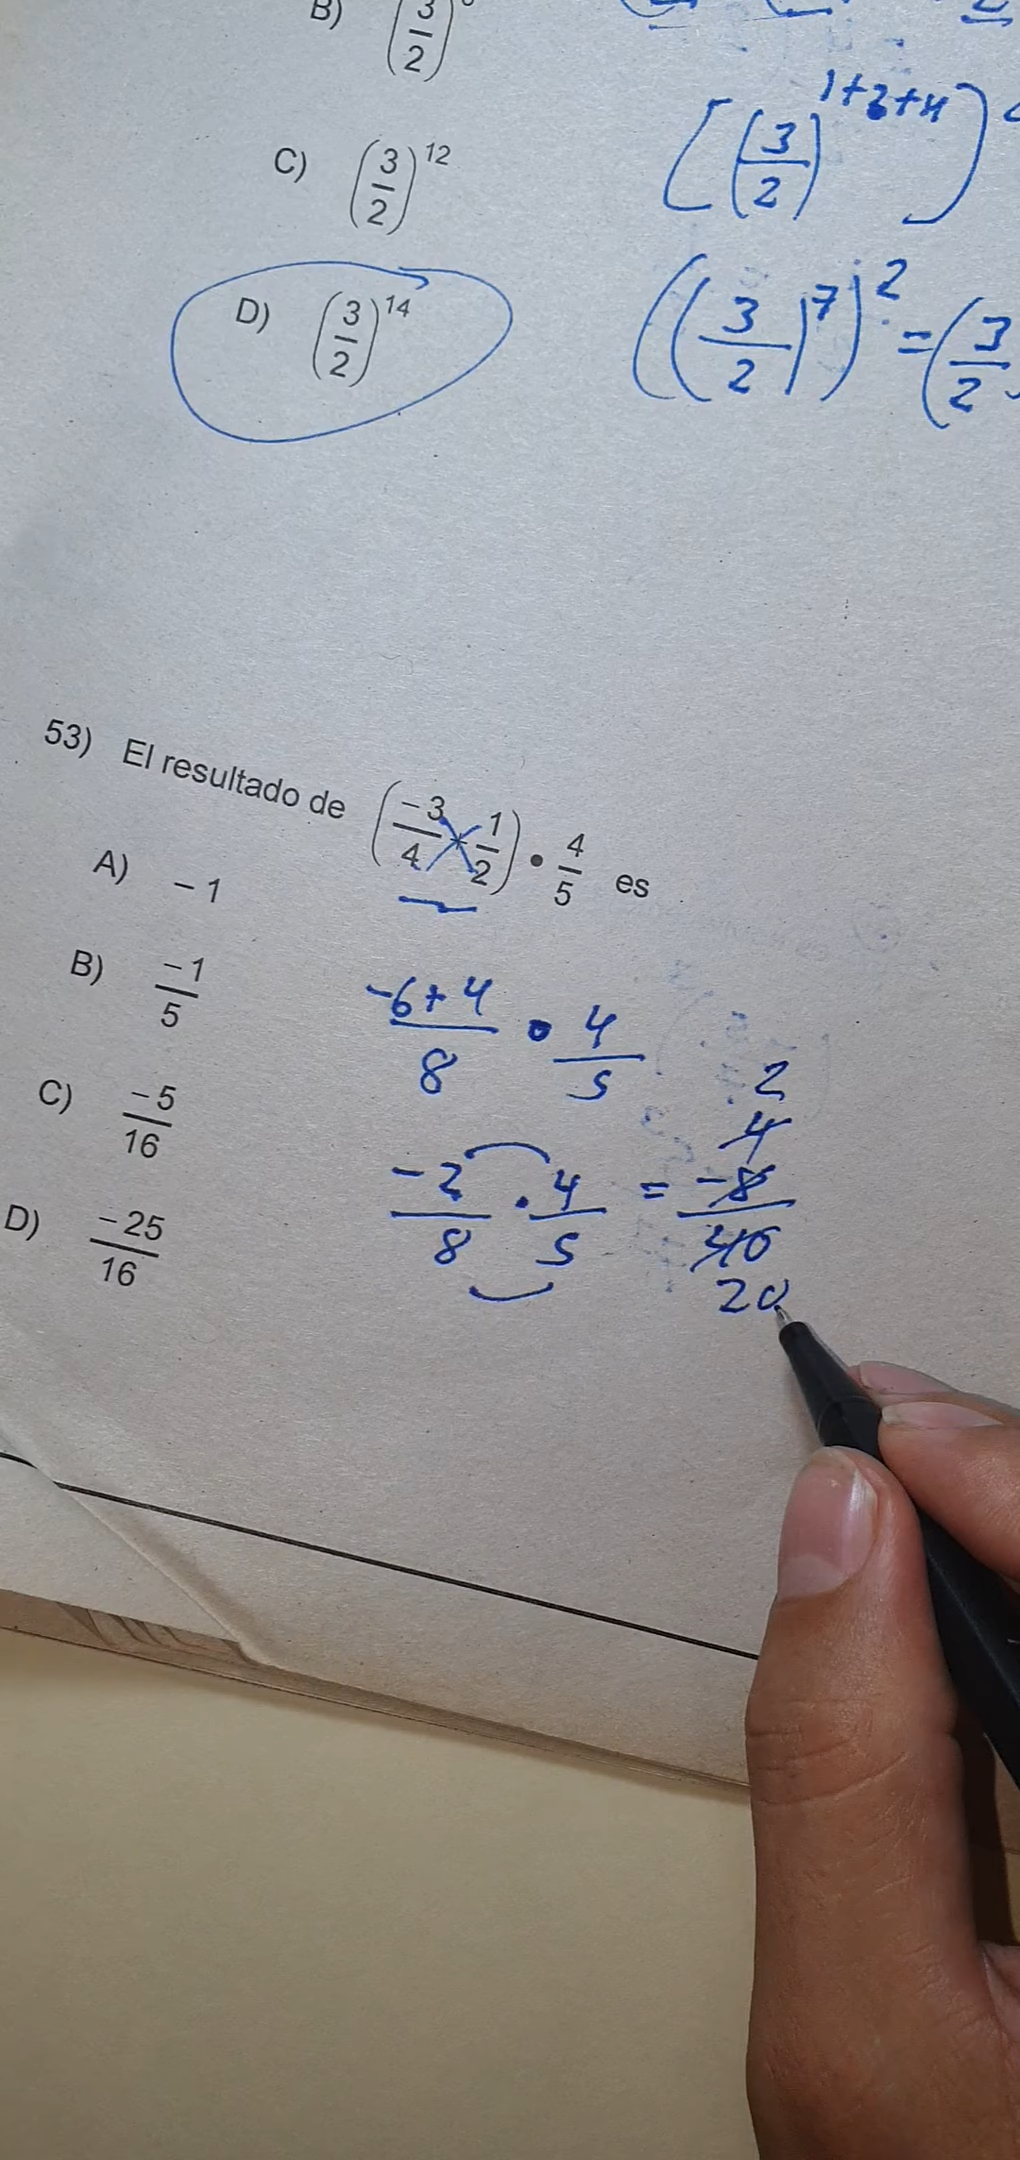 B) (3/2)
[(3/2)^1+2+4]
C) (3/2)^12
((3/2)^7)^2 = (3/2
D) (3/2)^14
53) El resultado de (-3/4 + 1/2) • 4/5 es
A) -1
B) -1/5
-6+4/8 • 4/5
C) -5/16
2
4
-2/8 · 4/5 = -8/40
D) -25/16
20